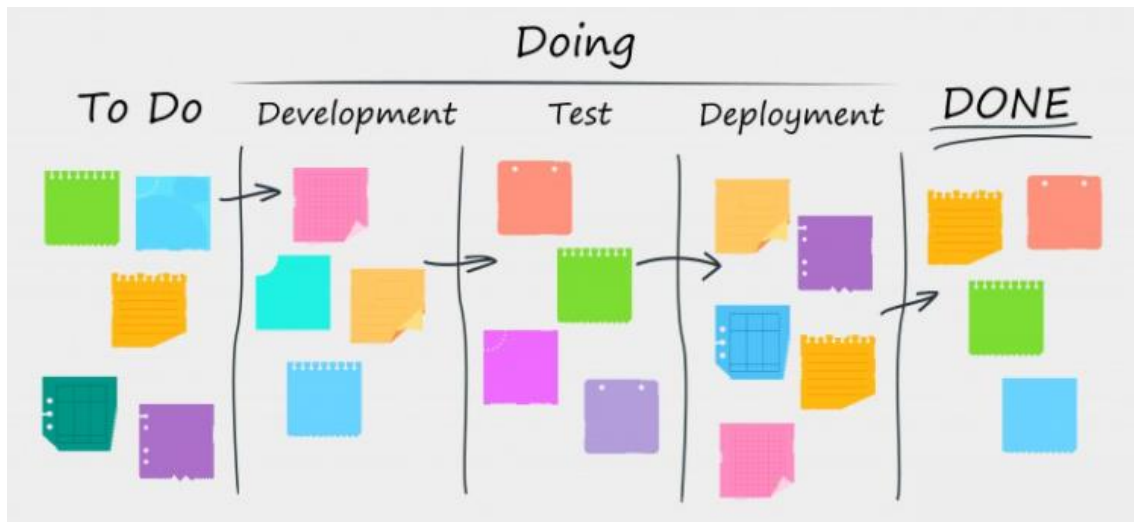 Doing
To Do
Development
Test
Deployment
DONE